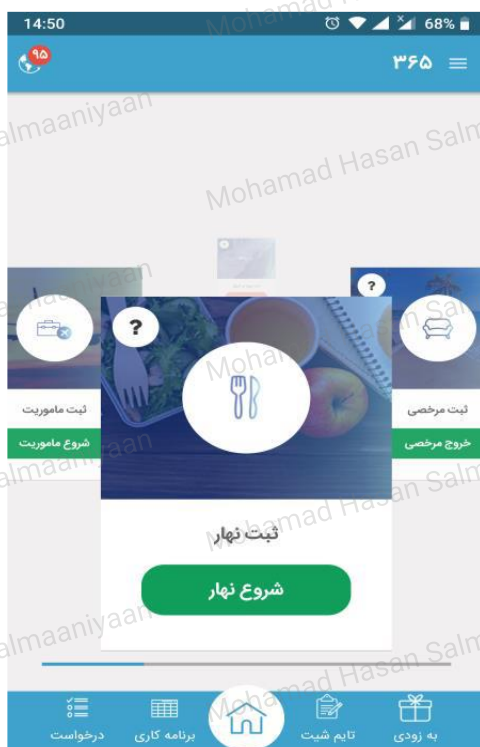 14:50
68%
۹۵
۳۶۵
Mohamad Hasan Salmaaniyaan
?
?
ثبت ماموریت
شروع ماموریت
ثبت مرخصی
خروج مرخصی
ثبت نهار
شروع نهار
درخواست
برنامه کاری
تایم شیت
به زودی